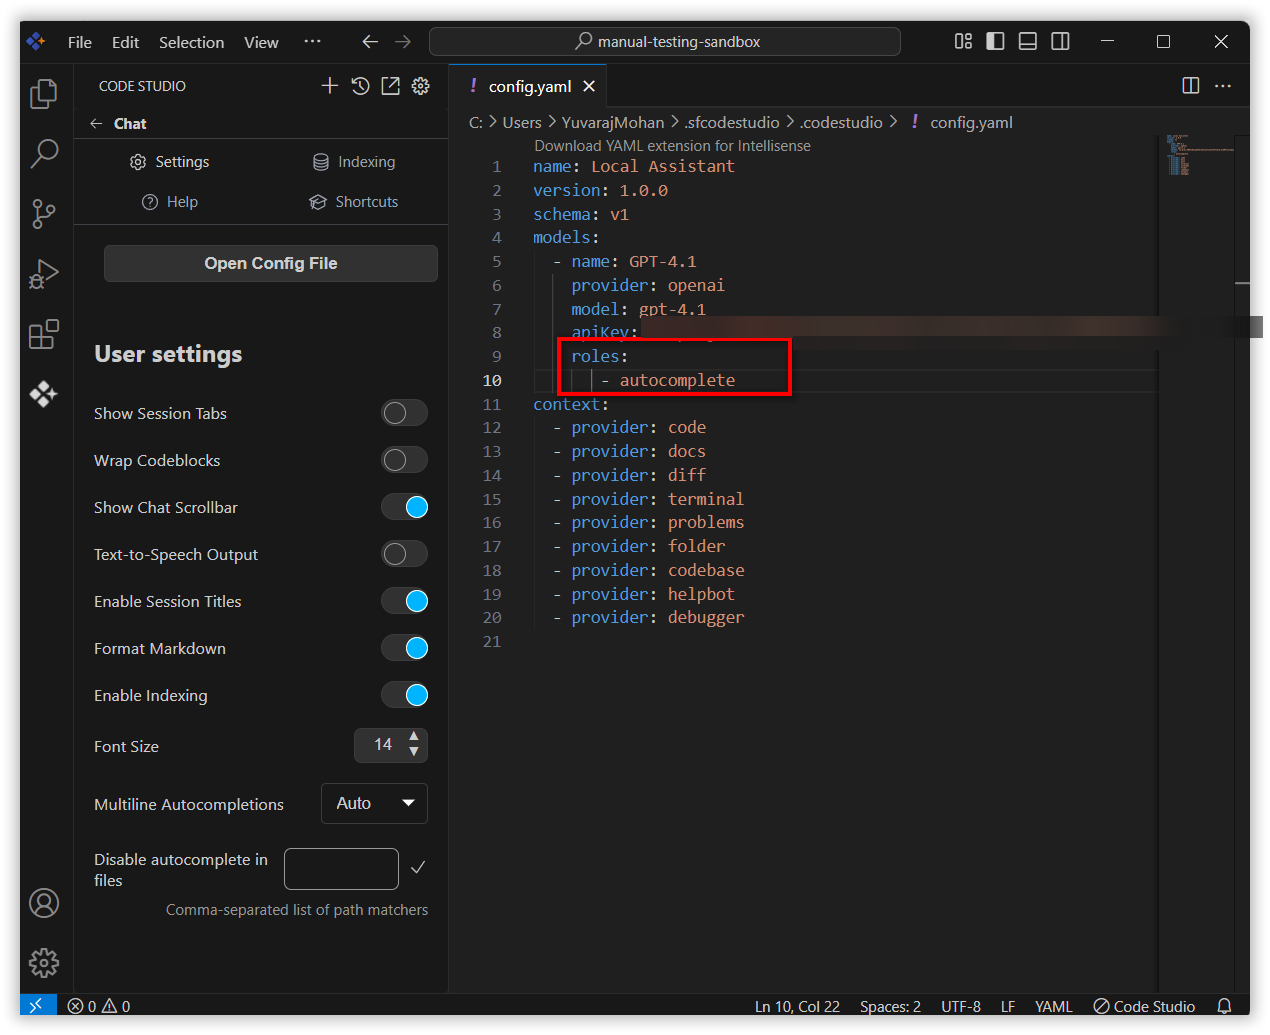 File Edit Selection View ··· manual-testing-sandbox
CODE STUDIO
Chat
Settings Indexing
Help Shortcuts
Open Config File
User settings
Show Session Tabs
Wrap Codeblocks
Show Chat Scrollbar
Text-to-Speech Output
Enable Session Titles
Format Markdown
Enable Indexing
Font Size 14
Multiline Autocompletions Auto
Disable autocomplete in
files
Comma-separated list of path matchers
! config.yaml
C: > Users > YuvarajMohan > .sfcodestudio > .codestudio > ! config.yaml
Download YAML extension for Intellisense
1 name: Local Assistant
2 version: 1.0.0
3 schema: v1
4 models:
5 - name: GPT-4.1
6 provider: openai
7 model: gpt-4.1
8 apiKey:
9 roles:
10 - autocomplete
11 context:
12 - provider: code
13 - provider: docs
14 - provider: diff
15 - provider: terminal
16 - provider: problems
17 - provider: folder
18 - provider: codebase
19 - provider: helpbot
20 - provider: debugger
21
0 0 Ln 10, Col 22 Spaces: 2 UTF-8 LF YAML Code Studio